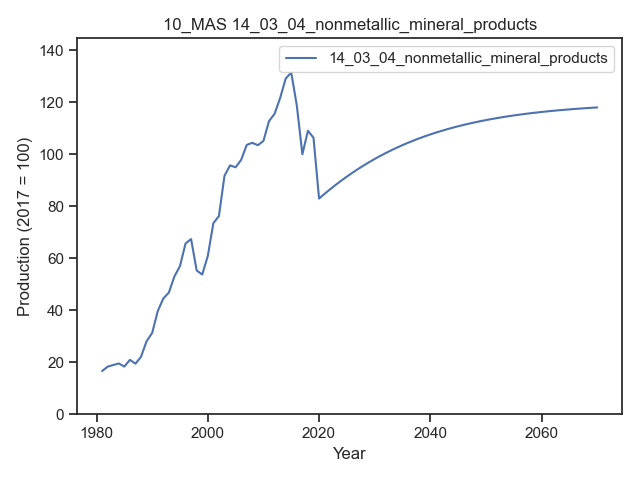 10_MAS 14_03_04_nonmetallic_mineral_products
14_03_04_nonmetallic_mineral_products
Production (2017 = 100)
140
120
100
80
60
40
20
0
1980 2000 2020 2040 2060
Year